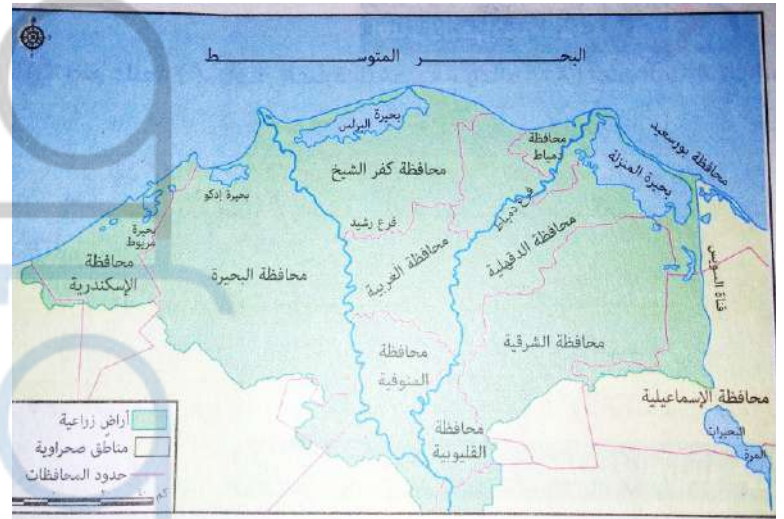 البحر المتوسط
بحيرة البرلس
محافظة
دمياط
محافظة بورسعيد
بحيرة المنزلة
محافظة كفر الشيخ
بحيرة إدكو
فرع رشيد
فرع دمياط
بحيرة
مريوط
محافظة
الإسكندرية
محافظة البحيرة
محافظة الغربية
محافظة الدقهلية
قناة السويس
محافظة
المنوفية
محافظة الشرقية
محافظة الإسماعيلية
محافظة
القليوبية
البحيرات
المرة
أراضٍ زراعية
مناطق صحراوية
حدود المحافظات
كم